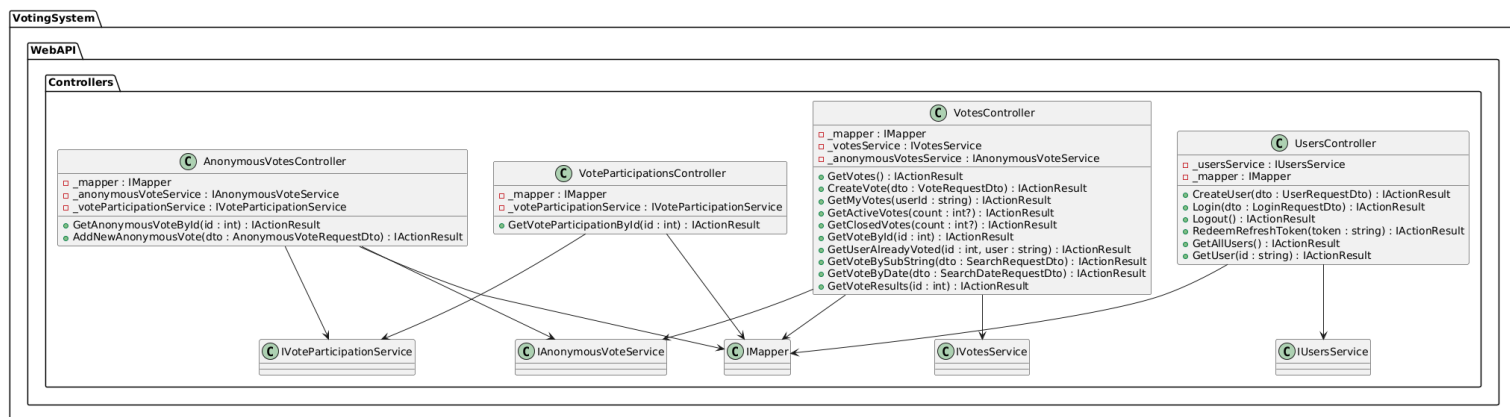 VotingSystem
WebAPI
Controllers
C AnonymousVotesController
_mapper : IMapper
_anonymousVoteService : IAnonymousVoteService
_voteParticipationService : IVoteParticipationService
GetAnonymousVoteById(id : int) : IActionResult
AddNewAnonymousVote(dto : AnonymousVoteRequestDto) : IActionResult
C VoteParticipationsController
_mapper : IMapper
_voteParticipationService : IVoteParticipationService
GetVoteParticipationById(id : int) : IActionResult
C VotesController
_mapper : IMapper
_votesService : IVotesService
_anonymousVotesService : IAnonymousVoteService
GetVotes() : IActionResult
CreateVote(dto : VoteRequestDto) : IActionResult
GetMyVotes(userId : string) : IActionResult
GetActiveVotes(count : int?) : IActionResult
GetClosedVotes(count : int?) : IActionResult
GetVoteById(id : int) : IActionResult
GetUserAlreadyVoted(id : int, user : string) : IActionResult
GetVoteBySubString(dto : SearchRequestDto) : IActionResult
GetVoteByDate(dto : SearchDateRequestDto) : IActionResult
GetVoteResults(id : int) : IActionResult
C UsersController
_usersService : IUsersService
_mapper : IMapper
CreateUser(dto : UserRequestDto) : IActionResult
Login(dto : LoginRequestDto) : IActionResult
Logout() : IActionResult
RedeemRefreshToken(token : string) : IActionResult
GetAllUsers() : IActionResult
GetUser(id : string) : IActionResult
C IVoteParticipationService
C IAnonymousVoteService
C IMapper
C IVotesService
C IUsersService